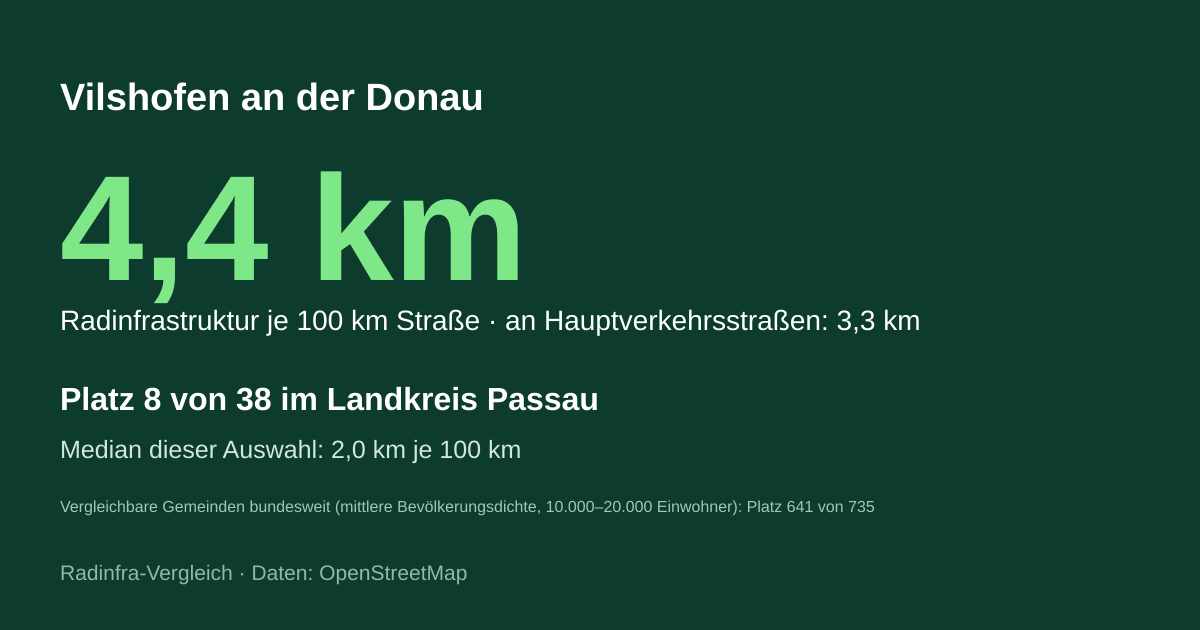 Vilshofen an der Donau
4,4 km
Radinfrastruktur je 100 km Straße · an Hauptverkehrsstraßen: 3,3 km
Platz 8 von 38 im Landkreis Passau
Median dieser Auswahl: 2,0 km je 100 km
Vergleichbare Gemeinden bundesweit (mittlere Bevölkerungsdichte, 10.000–20.000 Einwohner): Platz 641 von 735
Radinfra-Vergleich · Daten: OpenStreetMap